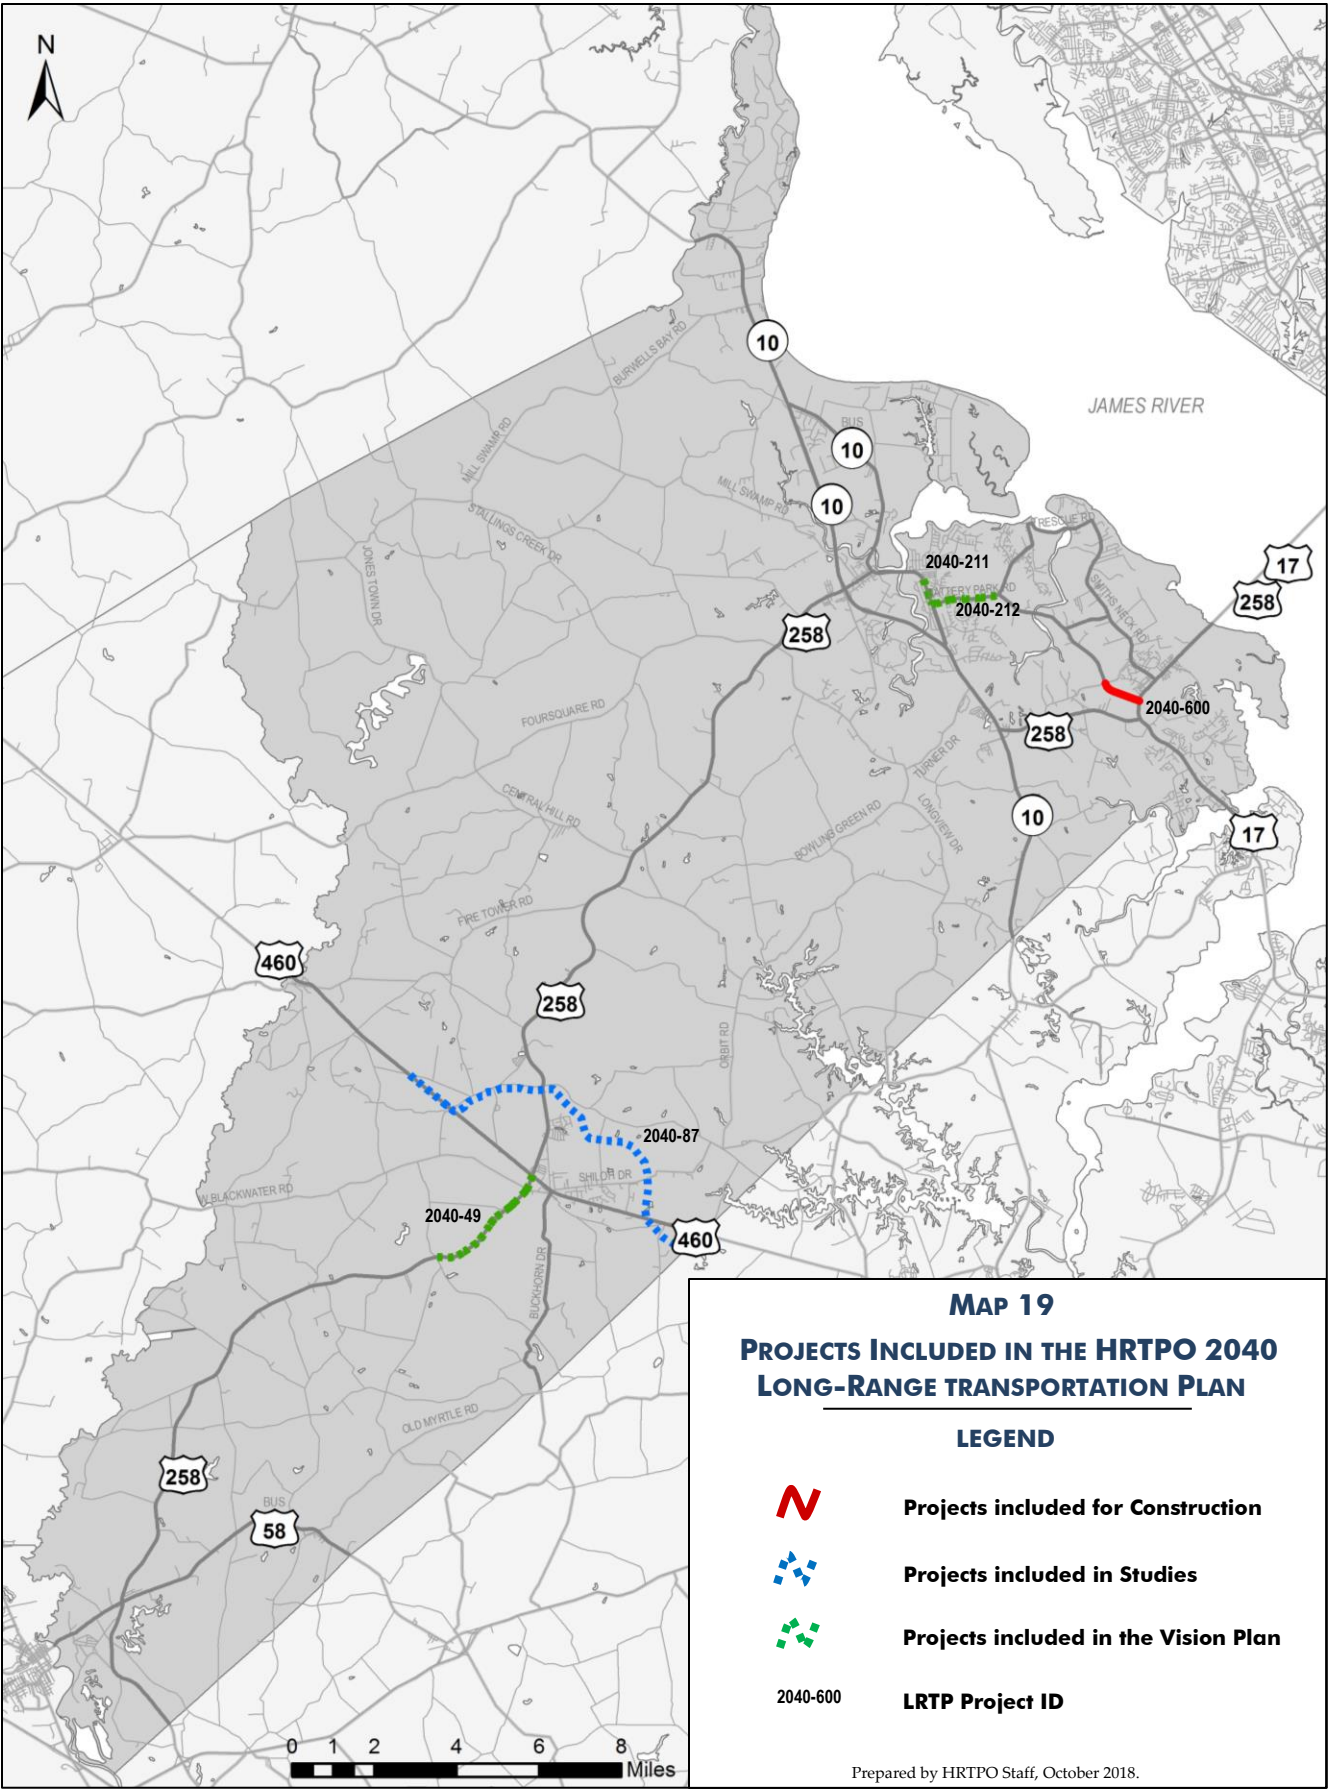 N
BURWELLS BAY RD
10
JAMES RIVER
MILL SWAMP RD
BUS
10
MILL SWAMP RD
10
STALLINGS CREEK DR
RESCUE RD
JONES TOWN DR
2040-211
17
BATTERY PARK RD
258
2040-212
SMITHS NECK RD
258
FOURSQUARE RD
2040-600
258
TURNER DR
CENTRAL HILL RD
LONGVIEW DR
10
BOWLING GREEN RD
17
FIRE TOWER RD
460
258
ORBIT RD
2040-87
SHILOH DR
W BLACKWATER RD
2040-49
460
BUCKHORN DR
OLD MYRTLE RD
258
BUS
58
MAP 19
PROJECTS INCLUDED IN THE HRTPO 2040
LONG-RANGE TRANSPORTATION PLAN
LEGEND
Projects included for Construction
Projects included in Studies
Projects included in the Vision Plan
2040-600 LRTP Project ID
0 1 2 4 6 8
Miles
Prepared by HRTPO Staff, October 2018.